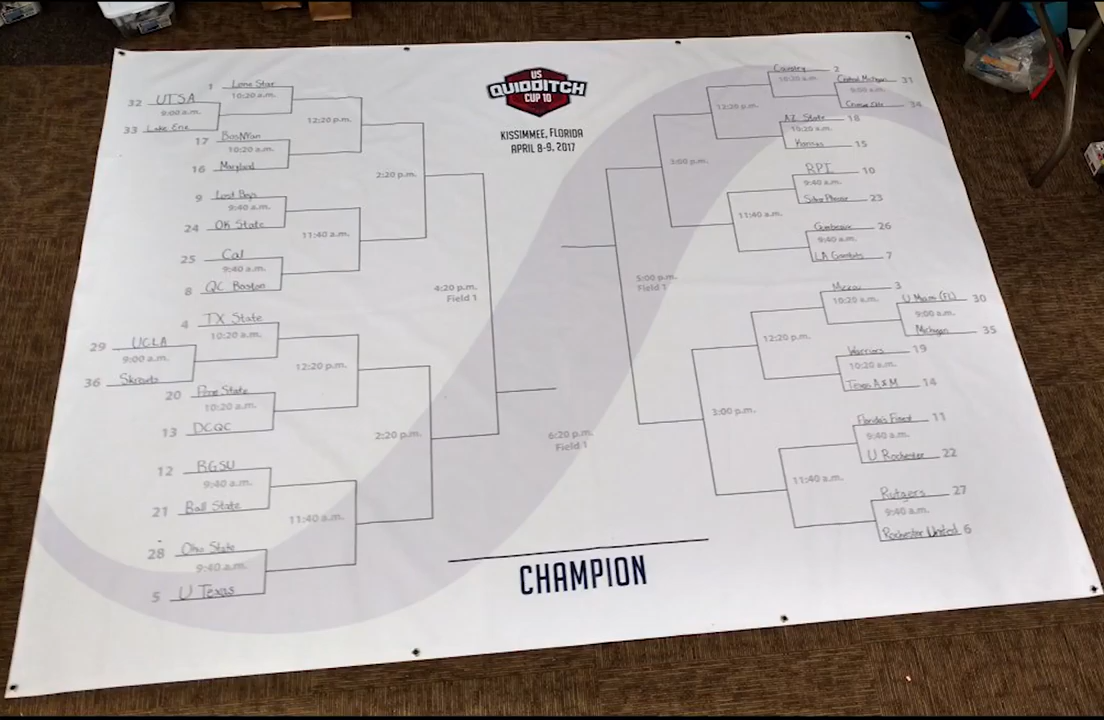 US
QUIDDITCH
CUP 10
KISSIMMEE, FLORIDA
APRIL 8-9, 2017
1 Lone Star
10:20 a.m.
32 UTSA
9:00 a.m.
33 Lake Erie
12:20 p.m.
17 BosNYan
10:20 a.m.
16 Maryland
2:20 p.m.
9 Lost Boys
9:40 a.m.
24 OK State
11:40 a.m.
25 Cal
9:40 a.m.
8 QC Boston
4:20 p.m.
Field 1
4 TX State
10:20 a.m.
29 UCLA
9:00 a.m.
36 Skrewts
12:20 p.m.
20 Penn State
10:20 a.m.
13 DCQC
2:20 p.m.
12 BGSU
9:40 a.m.
21 Ball State
11:40 a.m.
28 Ohio State
9:40 a.m.
5 U Texas
6:20 p.m.
Field 1
Cavalry 2
10:20 a.m.
Central Michigan 31
9:00 a.m.
34
12:20 p.m.
AZ State 18
10:20 a.m.
Kansas 15
3:00 p.m.
RPI 10
9:40 a.m.
Silver Phoenix 23
11:40 a.m.
Gumbeaux 26
9:40 a.m.
LA Gambits 7
5:00 p.m.
Field 1
Mizzou 3
10:20 a.m.
U Miami (FL) 30
9:00 a.m.
Michigan 35
12:20 p.m.
Warriors 19
10:20 a.m.
Texas A&M 14
3:00 p.m.
Florida's Finest 11
9:40 a.m.
U Rochester 22
11:40 a.m.
Rutgers 27
9:40 a.m.
Rochester United 6
CHAMPION